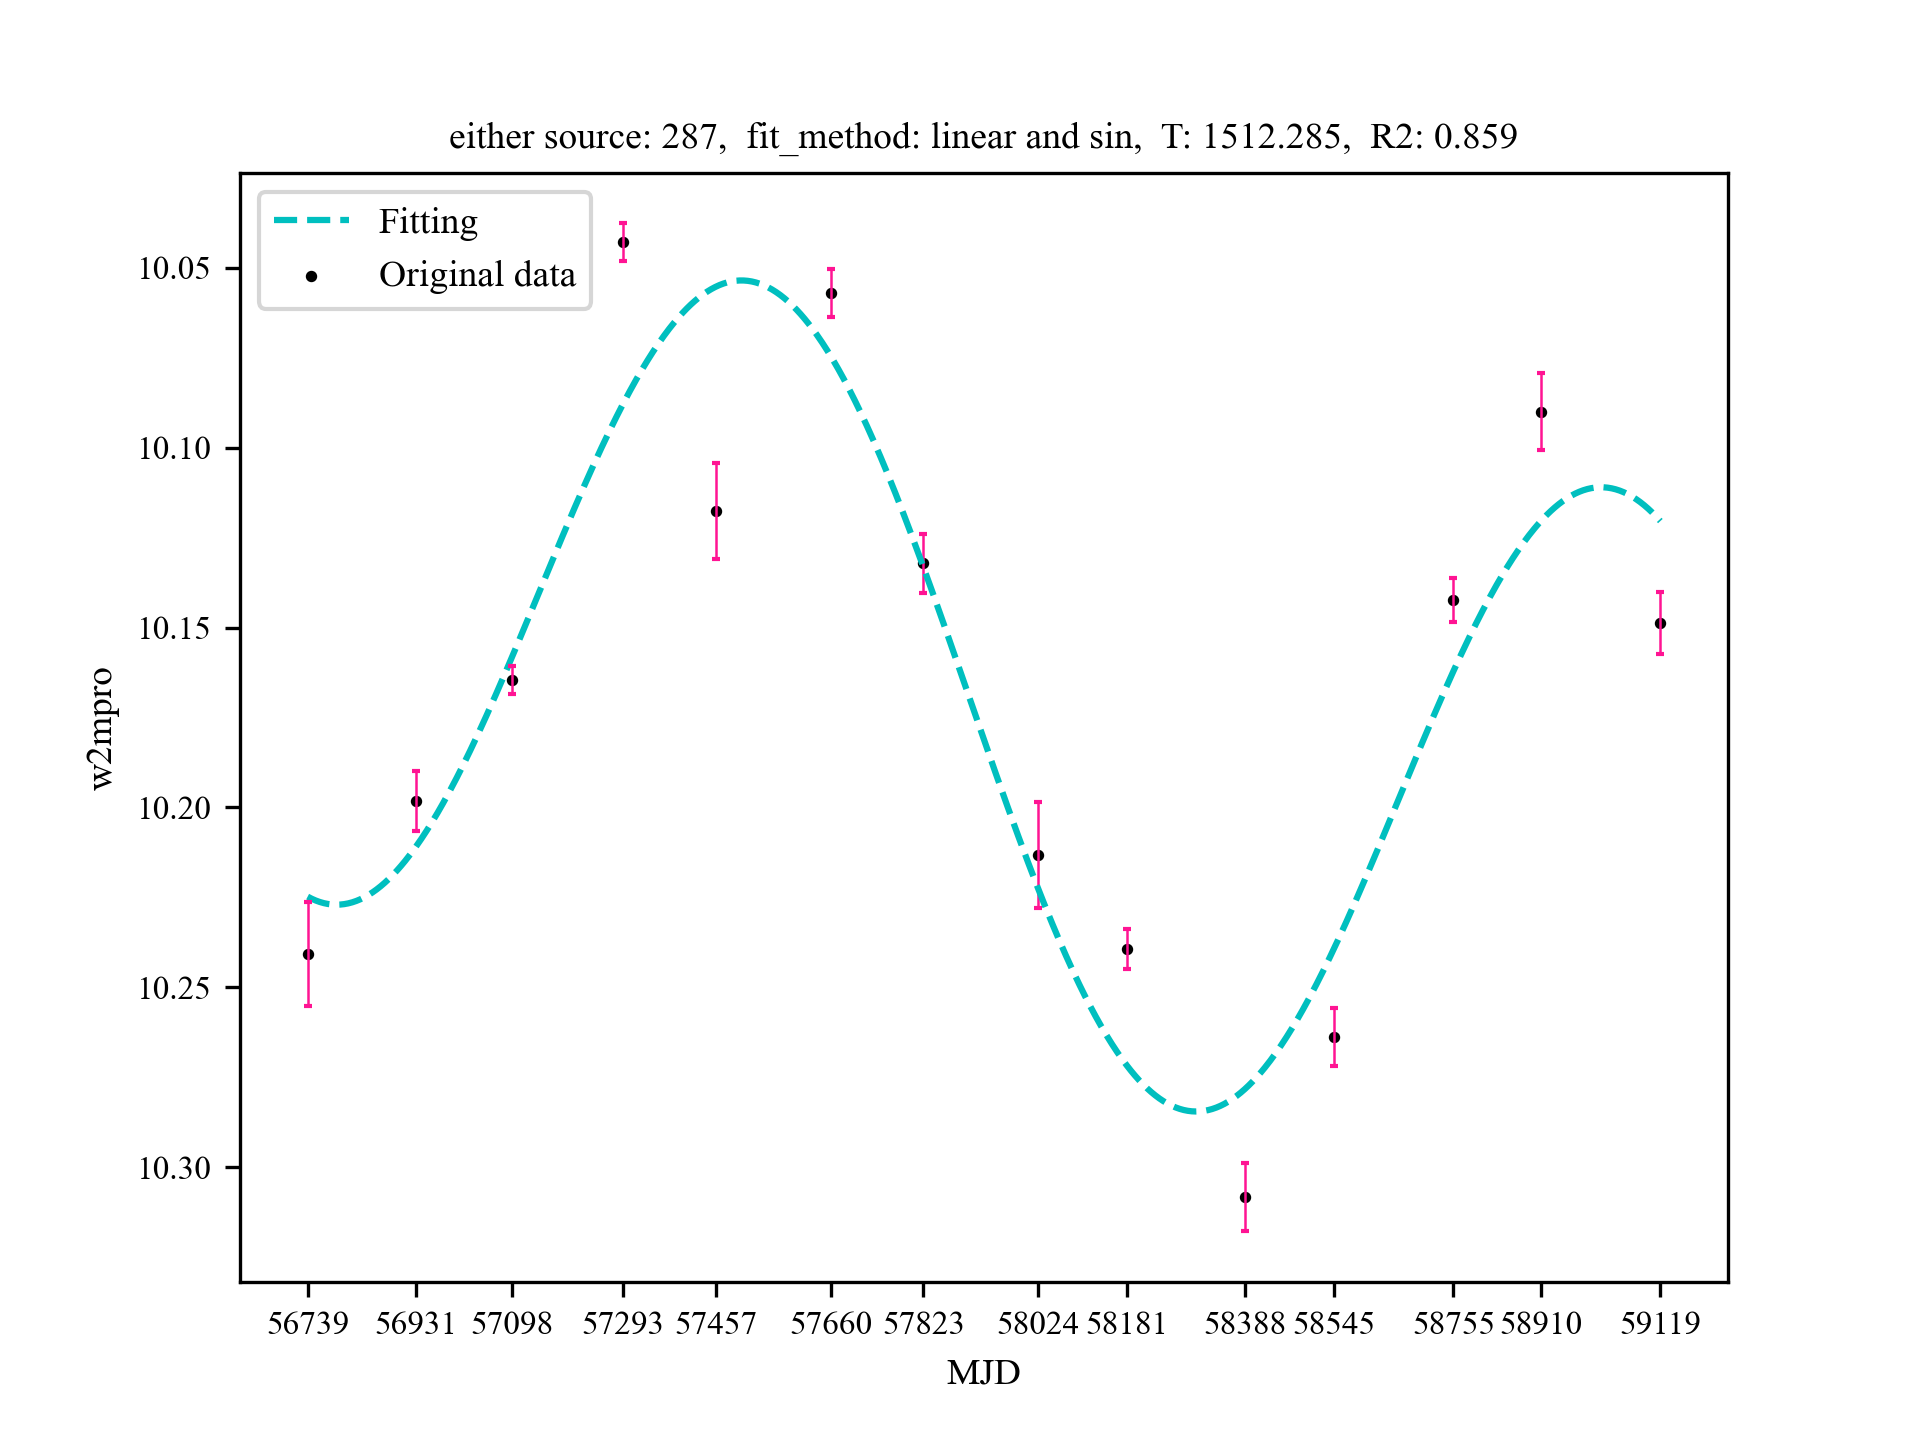 either source: 287,  fit_method: linear and sin,  T: 1512.285,  R2: 0.859
Fitting
Original data
10.05
10.10
10.15
10.20
10.25
10.30
w2mpro
56739 56931 57098 57293 57457 57660 57823 58024 58181 58388 58545 58755 58910 59119
MJD